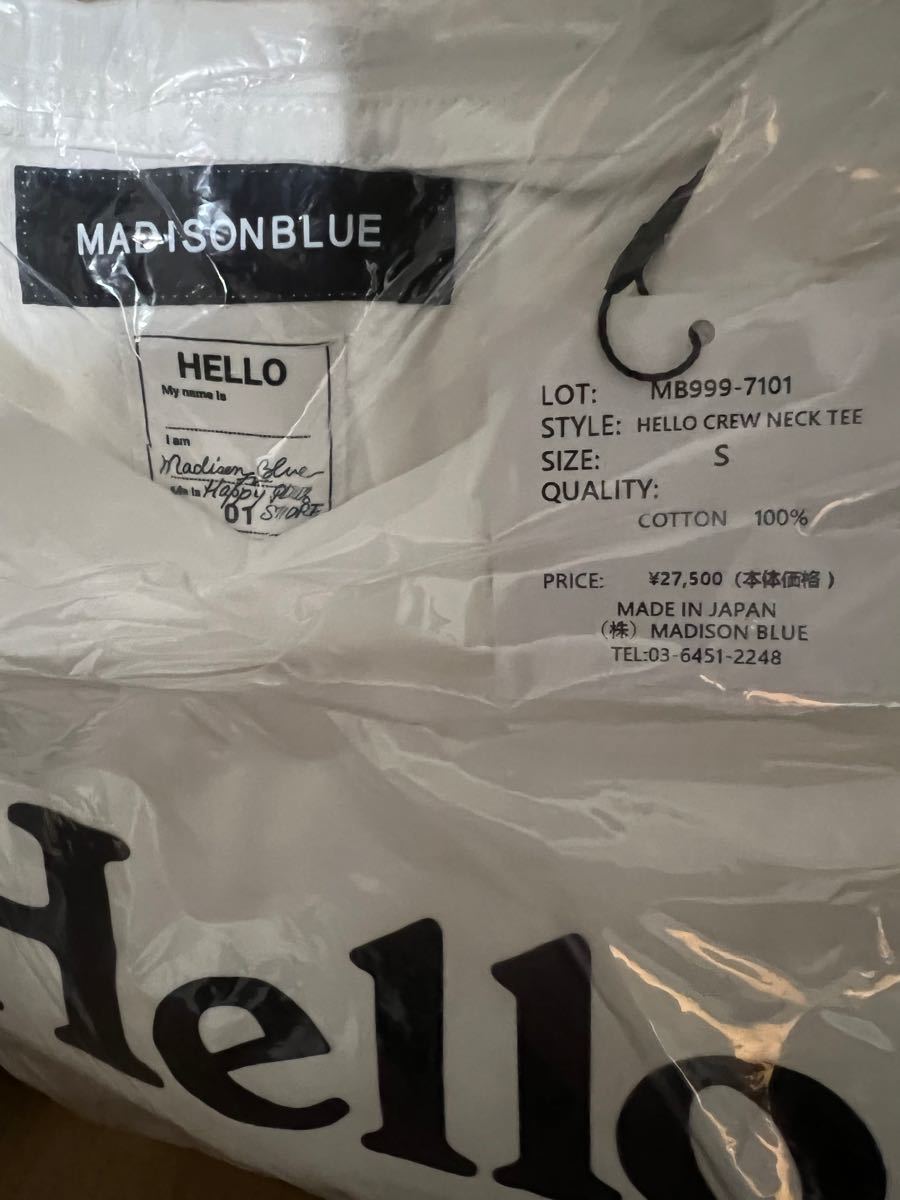 MADISONBLUE
HELLO
My name is
I am
Madison Blue
Happy
01 STORE
LOT: MB999-7101
STYLE: HELLO CREW NECK TEE
SIZE: S
QUALITY:
COTTON 100%
PRICE: ¥27,500 (本体価格)
MADE IN JAPAN
(株) MADISON BLUE
TEL:03-6451-2248
Hello